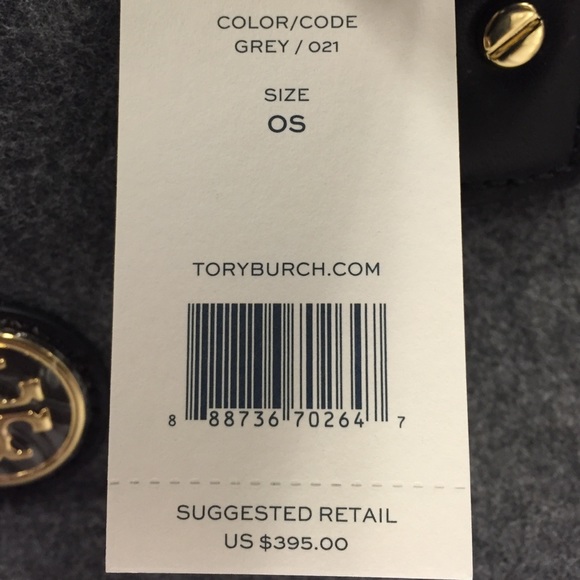 COLOR/CODE
GREY / 021
SIZE
OS
TORYBURCH.COM
8 88736 70264 7
SUGGESTED RETAIL
US $395.00